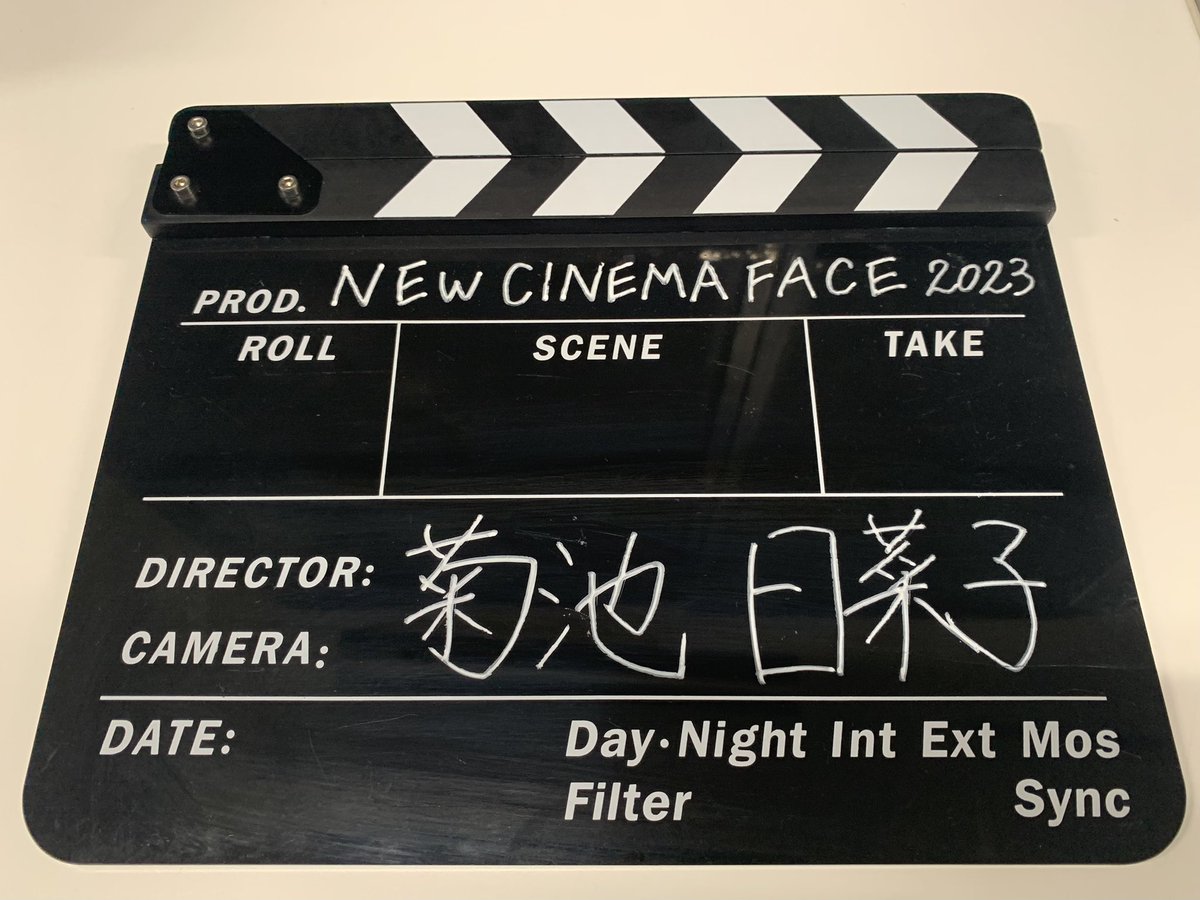 PROD. NEW CINEMA FACE 2023
ROLL SCENE TAKE
DIRECTOR:
菊池 日菜子
CAMERA:
DATE: Day・Night Int Ext Mos
Filter Sync